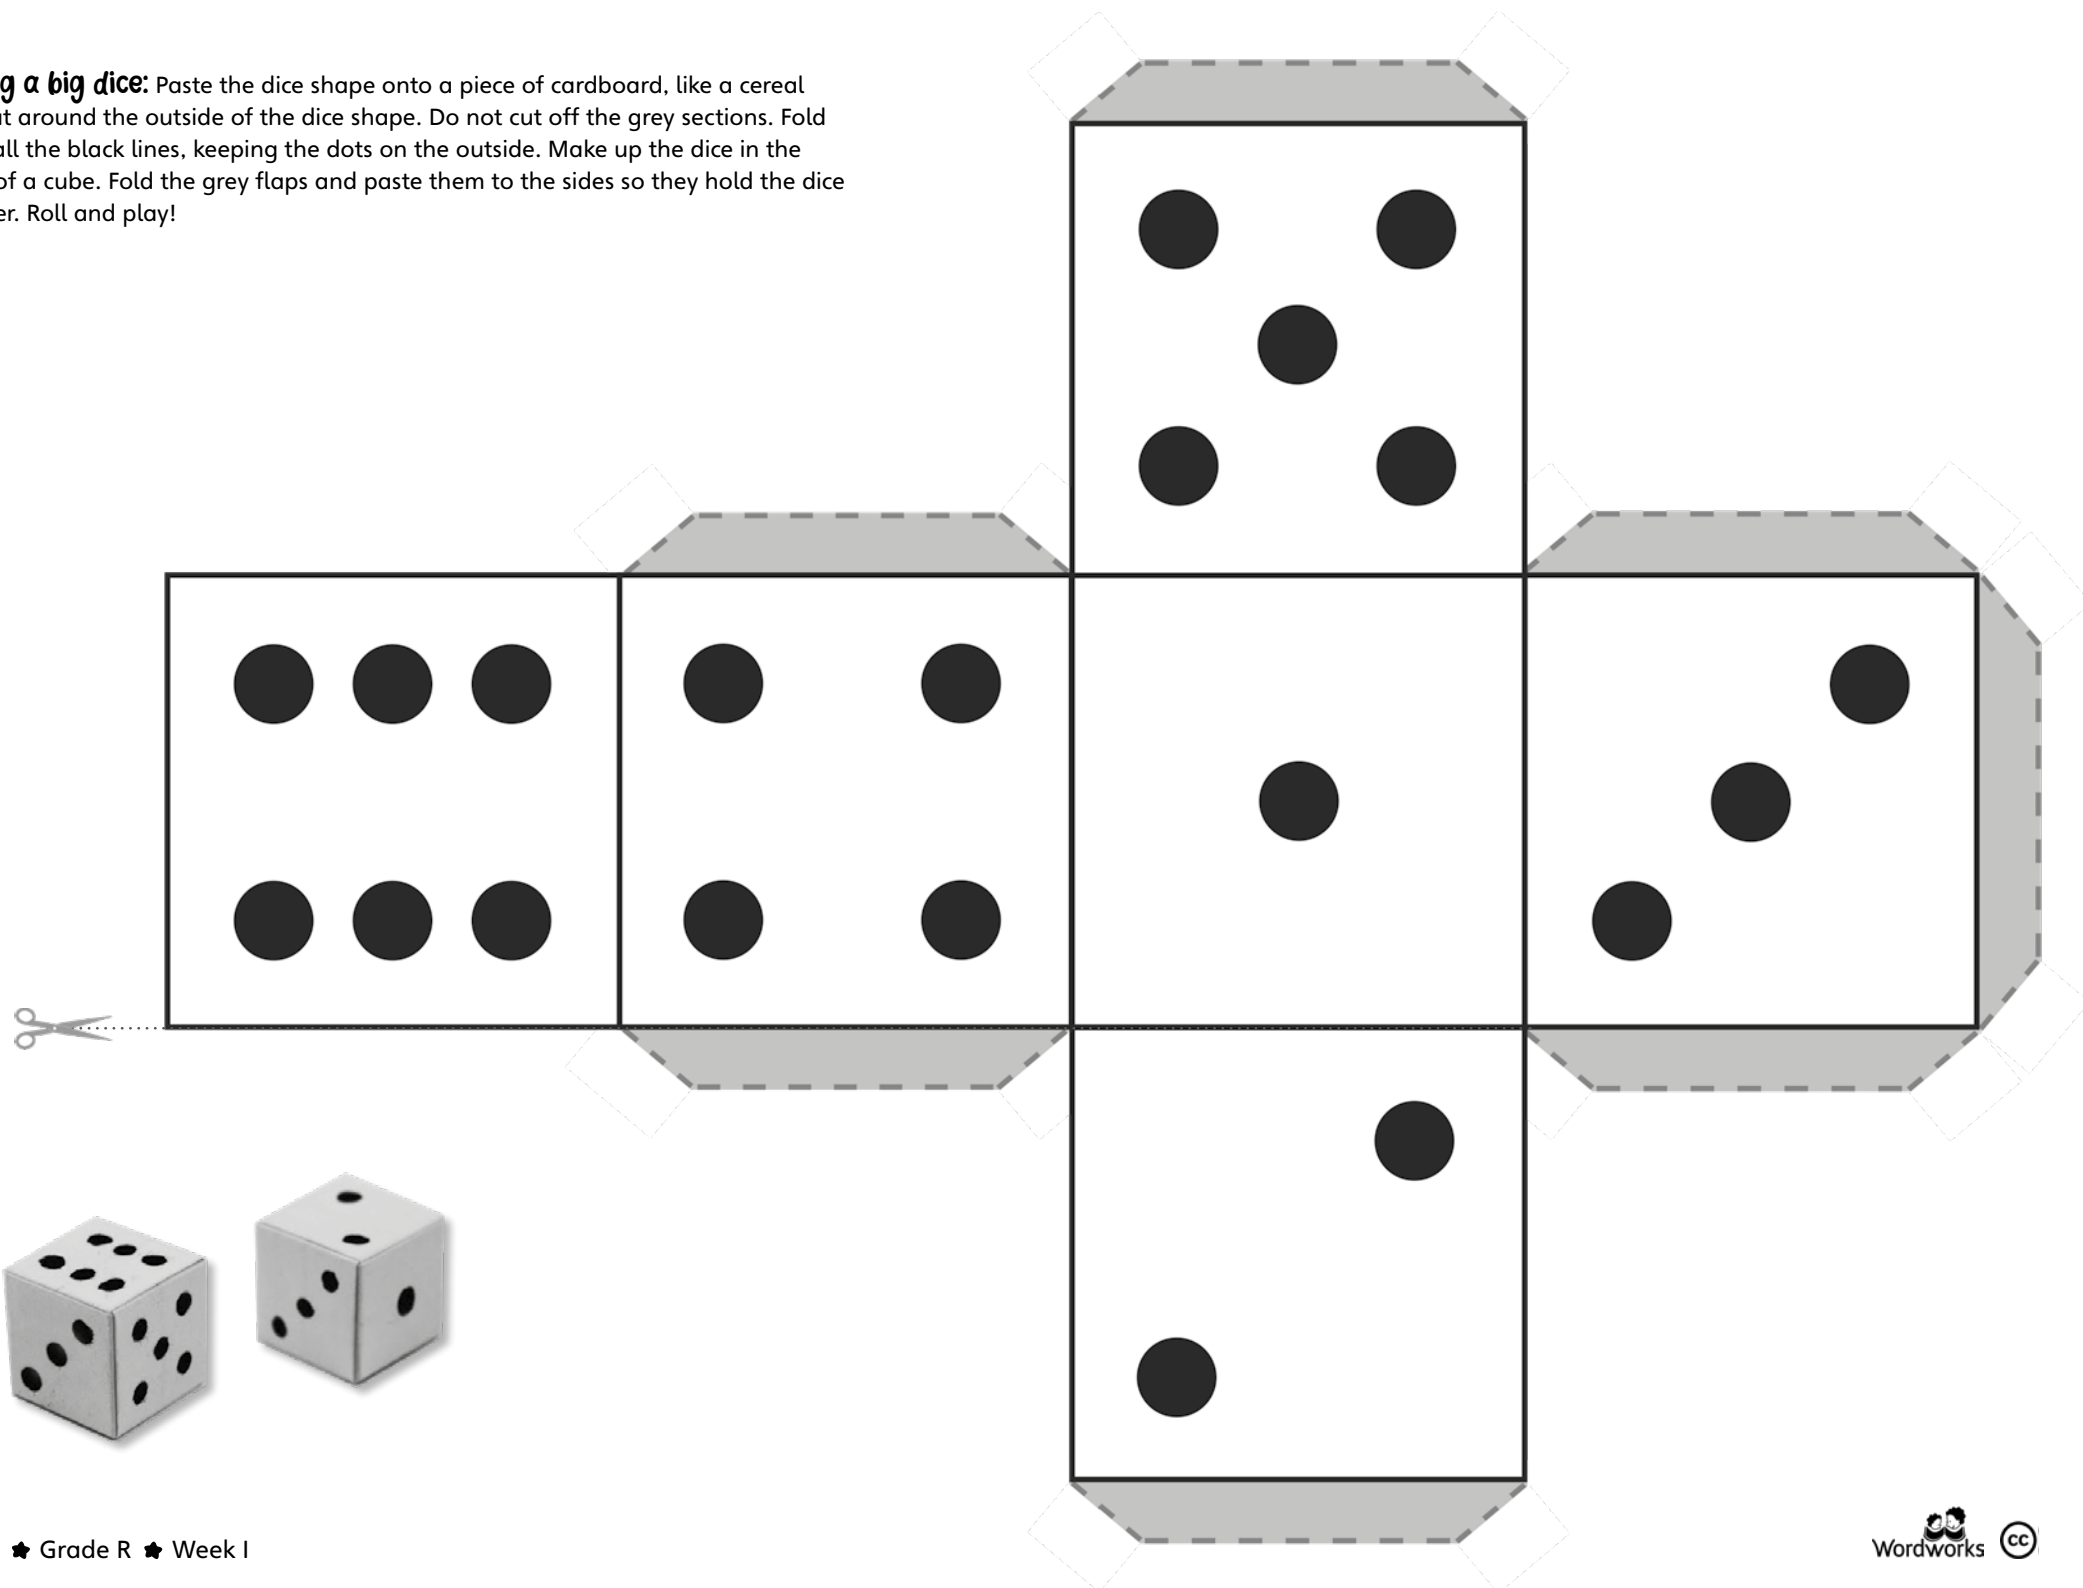 g a big dice: Paste the dice shape onto a piece of cardboard, like a cereal
t around the outside of the dice shape. Do not cut off the grey sections. Fold
all the black lines, keeping the dots on the outside. Make up the dice in the
of a cube. Fold the grey flaps and paste them to the sides so they hold the dice
er. Roll and play!
Grade R ★ Week 1
Wordworks
cc